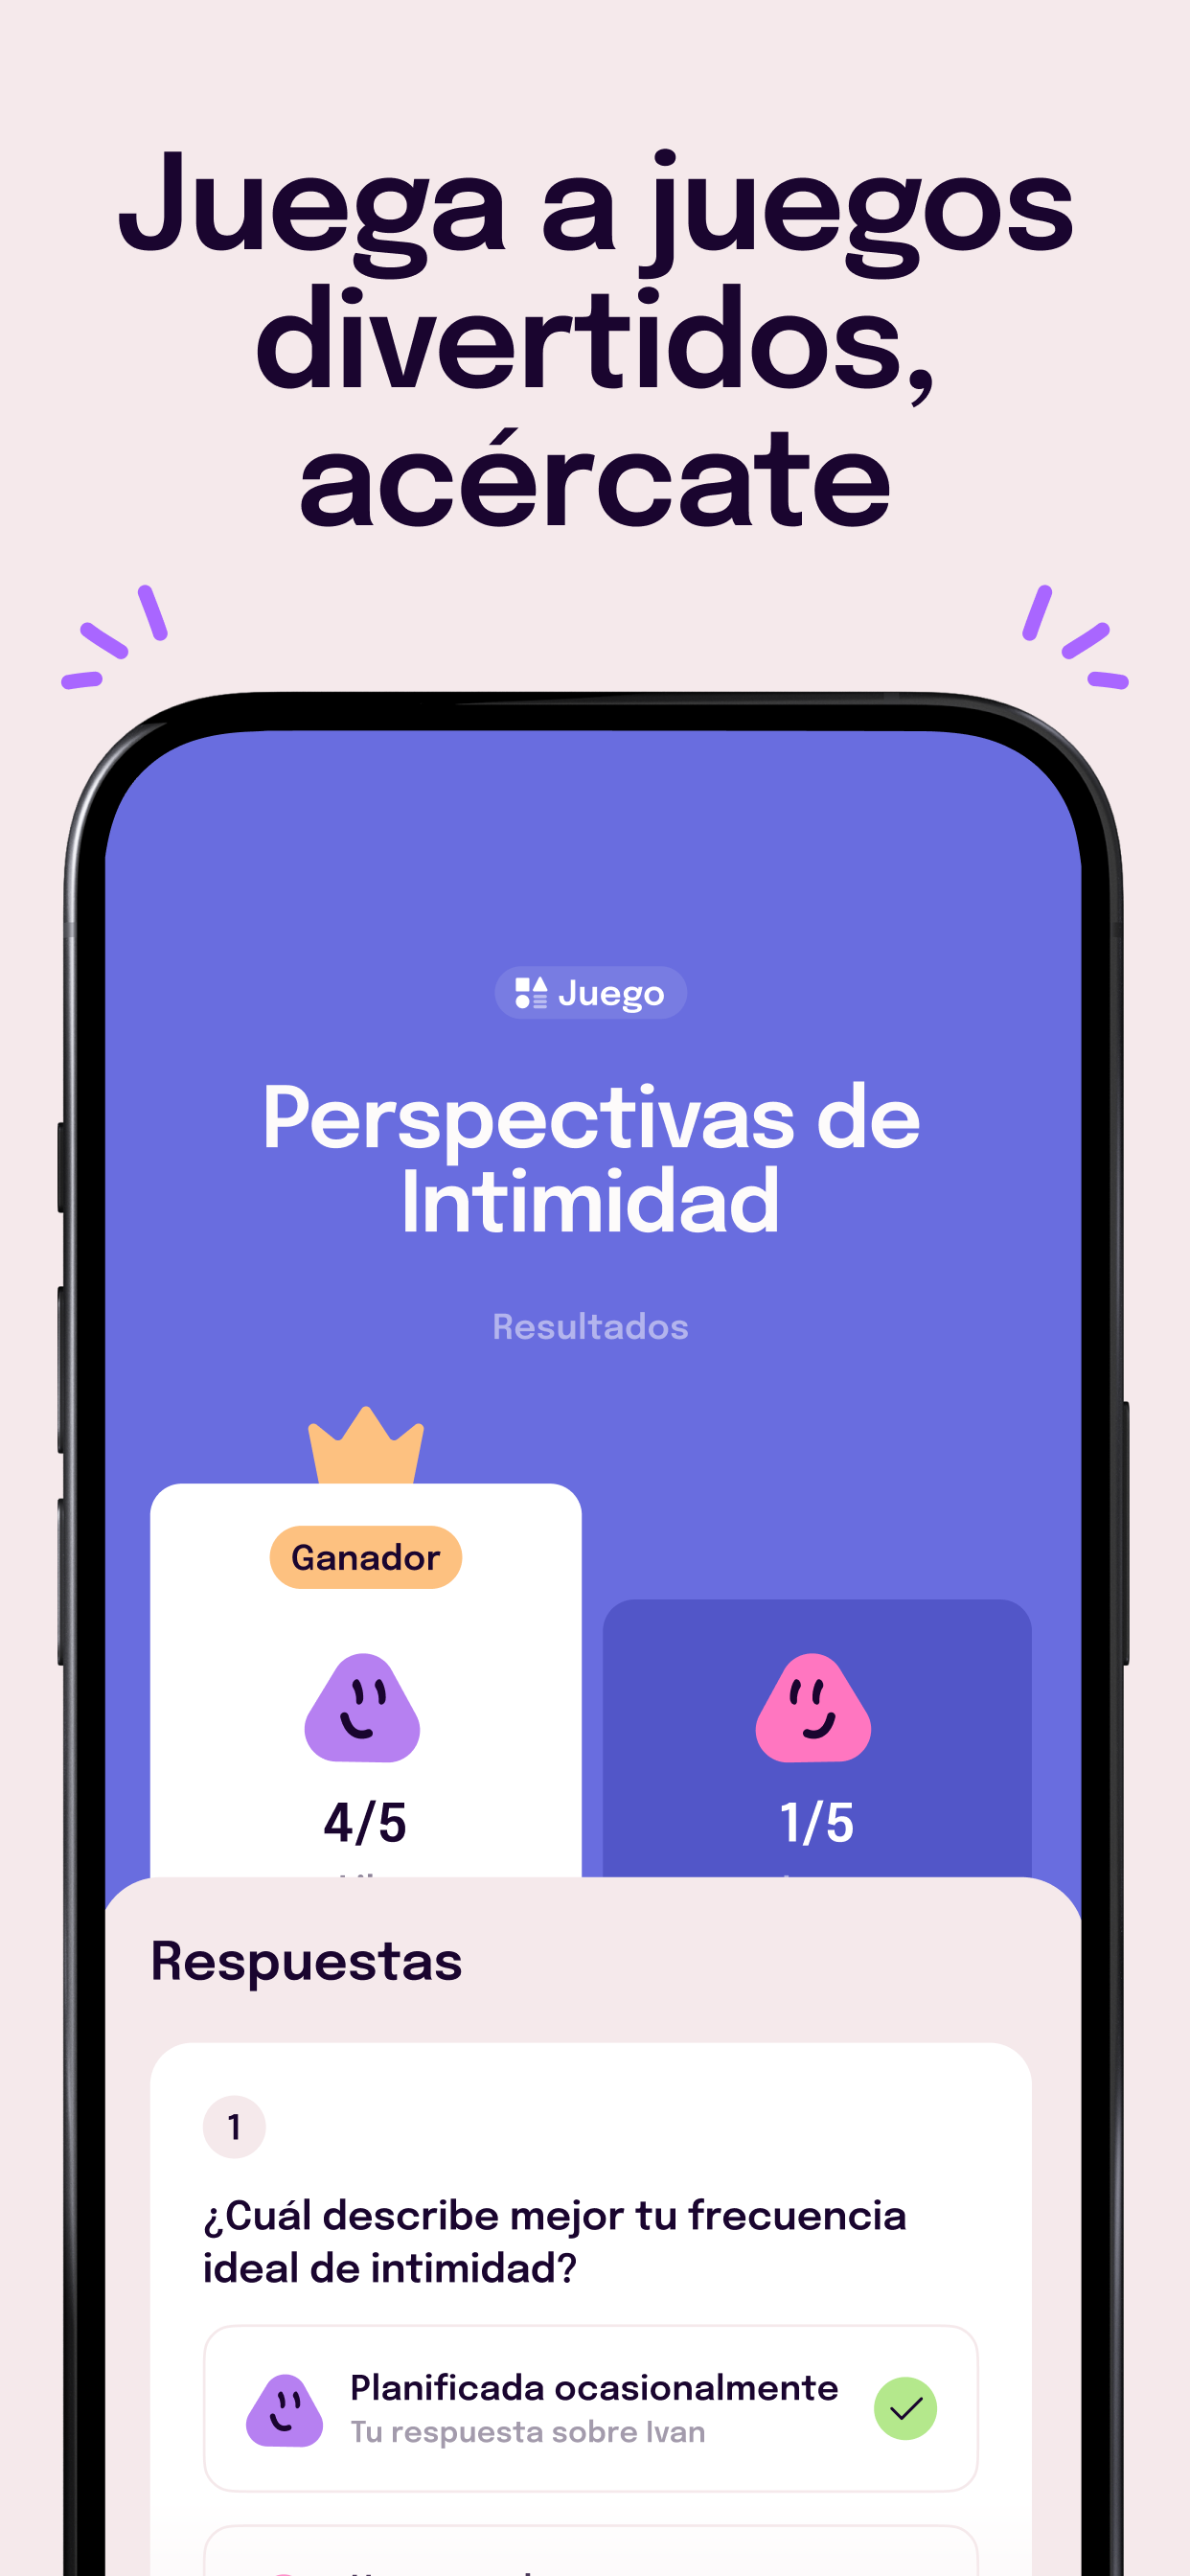 Juega a juegos
divertidos,
acércate
Juego
Perspectivas de
Intimidad
Resultados
Ganador
4/5
1/5
Respuestas
1
¿Cuál describe mejor tu frecuencia
ideal de intimidad?
Planificada ocasionalmente
Tu respuesta sobre Ivan